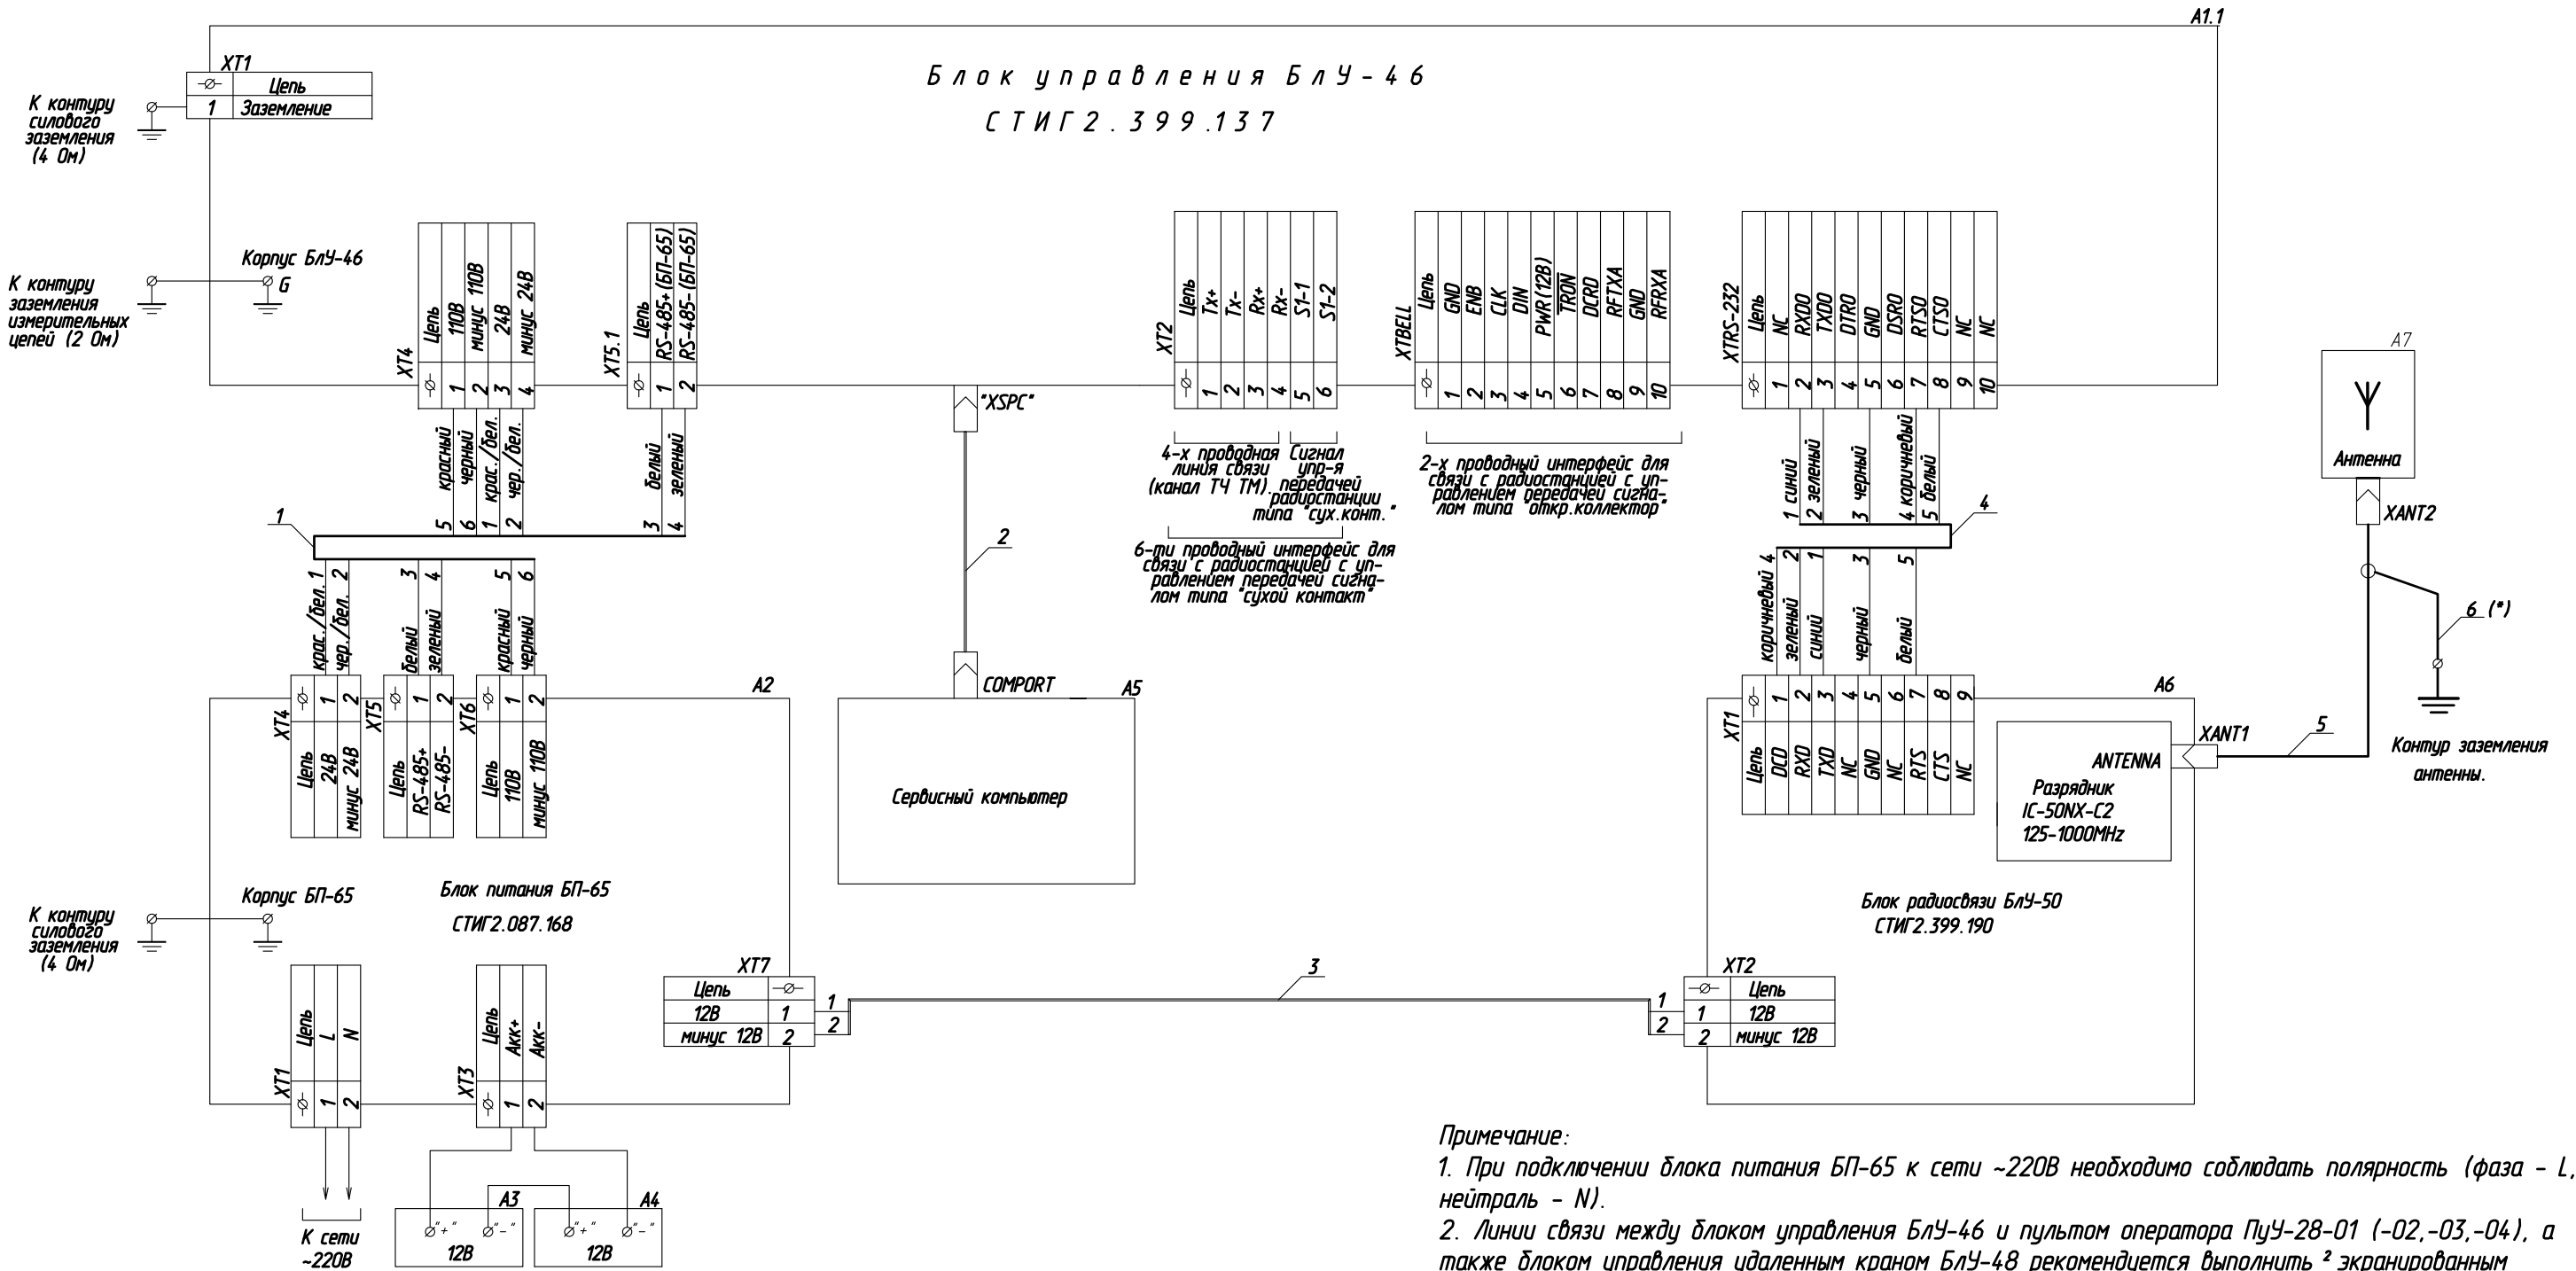 A1.1
Блок управления БлУ-46
СТИГ2.399.137
XT1
Цепь
1 Заземление
К контуру
силового
заземления
(4 Ом)
Корпус БлУ-46
G
К контуру
заземления
измерительных
цепей (2 Ом)
XT4
Цепь
1 110В
2 минус 110В
3 24В
4 минус 24В
XT5.1
Цепь
1 RS-485+(БП-65)
2 RS-485-(БП-65)
"XSPC"
XT2
Цепь
1 Tx+
2 Tx-
3 Rx+
4 Rx-
5 S1-1
6 S1-2
XTBELL
Цепь
1 GND
2 ENB
3 CLK
4 DIN
5 PWR(12В)
6 TRON
7 DCRD
8 RFTXA
9 GND
10 RFRXA
XTRS-232
Цепь
1 NC
2 RXD0
3 TXD0
4 DTR0
5 GND
6 DSR0
7 RTS0
8 CTS0
9 NC
10 NC
5 красный
6 черный
1 крас./бел.
2 чер./бел.
3 белый
4 зеленый
1
4-х проводная
линия связи
(канал ТЧ ТМ).
Сигнал
упр-я
передачей
радиостанции
типа "сух.конт."
6-ти проводный интерфейс для
связи с радиостанцией с уп-
равлением передачей сигна-
лом типа "сухой контакт"
2-х проводный интерфейс для
связи с радиостанцией с уп-
равлением передачей сигна-
лом типа "откр.коллектор"
1 синий
2 зеленый
3 черный
4 коричневый
5 белый
4
2
A7
Антенна
XANT2
6 (*)
Контур заземления
антенны.
крас./бел. 1
чер./бел. 2
белый 3
зеленый 4
красный 5
черный 6
коричневый 4
зеленый 2
синий 1
черный 3
белый 5
A2
XT4
Цепь
1 24В
2 минус 24В
XT5
Цепь
1 RS-485+
2 RS-485-
XT6
Цепь
1 110В
2 минус 110В
COMPORT
A5
Сервисный компьютер
A6
XT1
Цепь
1 DCD
2 RXD
3 TXD
4 NC
5 GND
6 NC
7 RTS
8 CTS
9 NC
XANT1
5
ANTENNA
Разрядник
IC-50NX-C2
125-1000MHz
Блок радиосвязи БлУ-50
СТИГ2.399.190
Корпус БП-65
Блок питания БП-65
СТИГ2.087.168
К контуру
силового
заземления
(4 Ом)
XT7
Цепь
12В 1
минус 12В 2
1
2
3
1
2
XT2
Цепь
1 12В
2 минус 12В
XT1
Цепь
1 L
2 N
XT3
Цепь
1 Акк+
2 Акк-
К сети
~220В
A3
"+" "-"
12В
A4
"+" "-"
12В
Примечание:
1. При подключении блока питания БП-65 к сети ~220В необходимо соблюдать полярность (фаза - L,
нейтраль - N).
2. Линии связи между блоком управления БлУ-46 и пультом оператора ПуУ-28-01 (-02,-03,-04), а
также блоком управления удаленным краном БлУ-48 рекомендуется выполнить ² экранированным